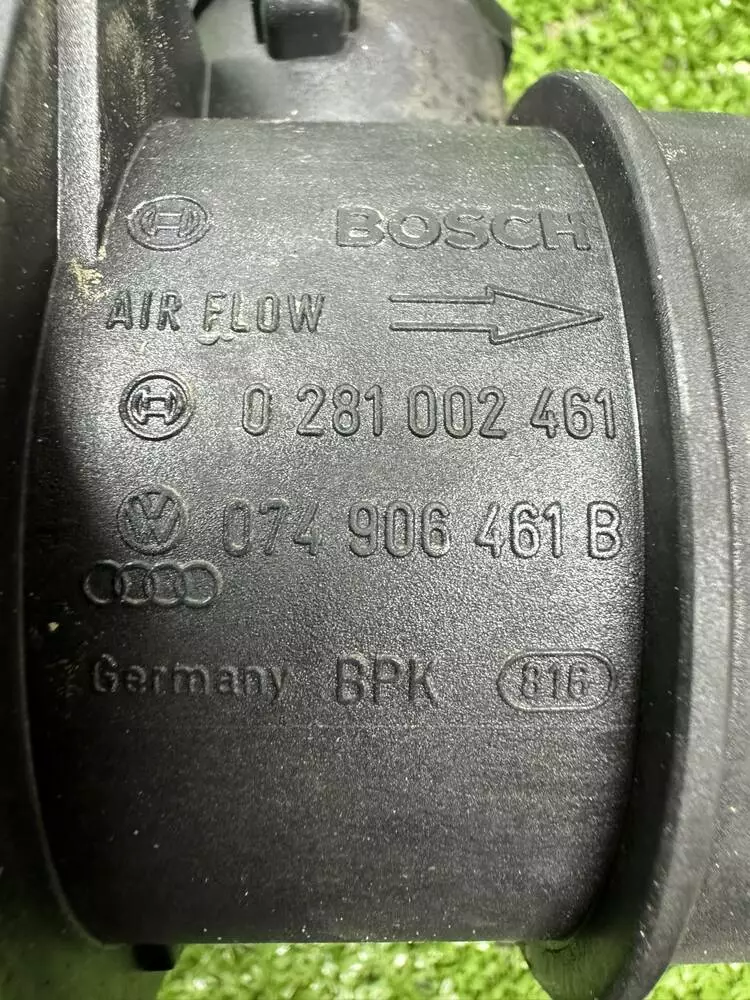 BOSCH
AIR FLOW
0 281 002 461
074 906 461 B
Germany BPK 816